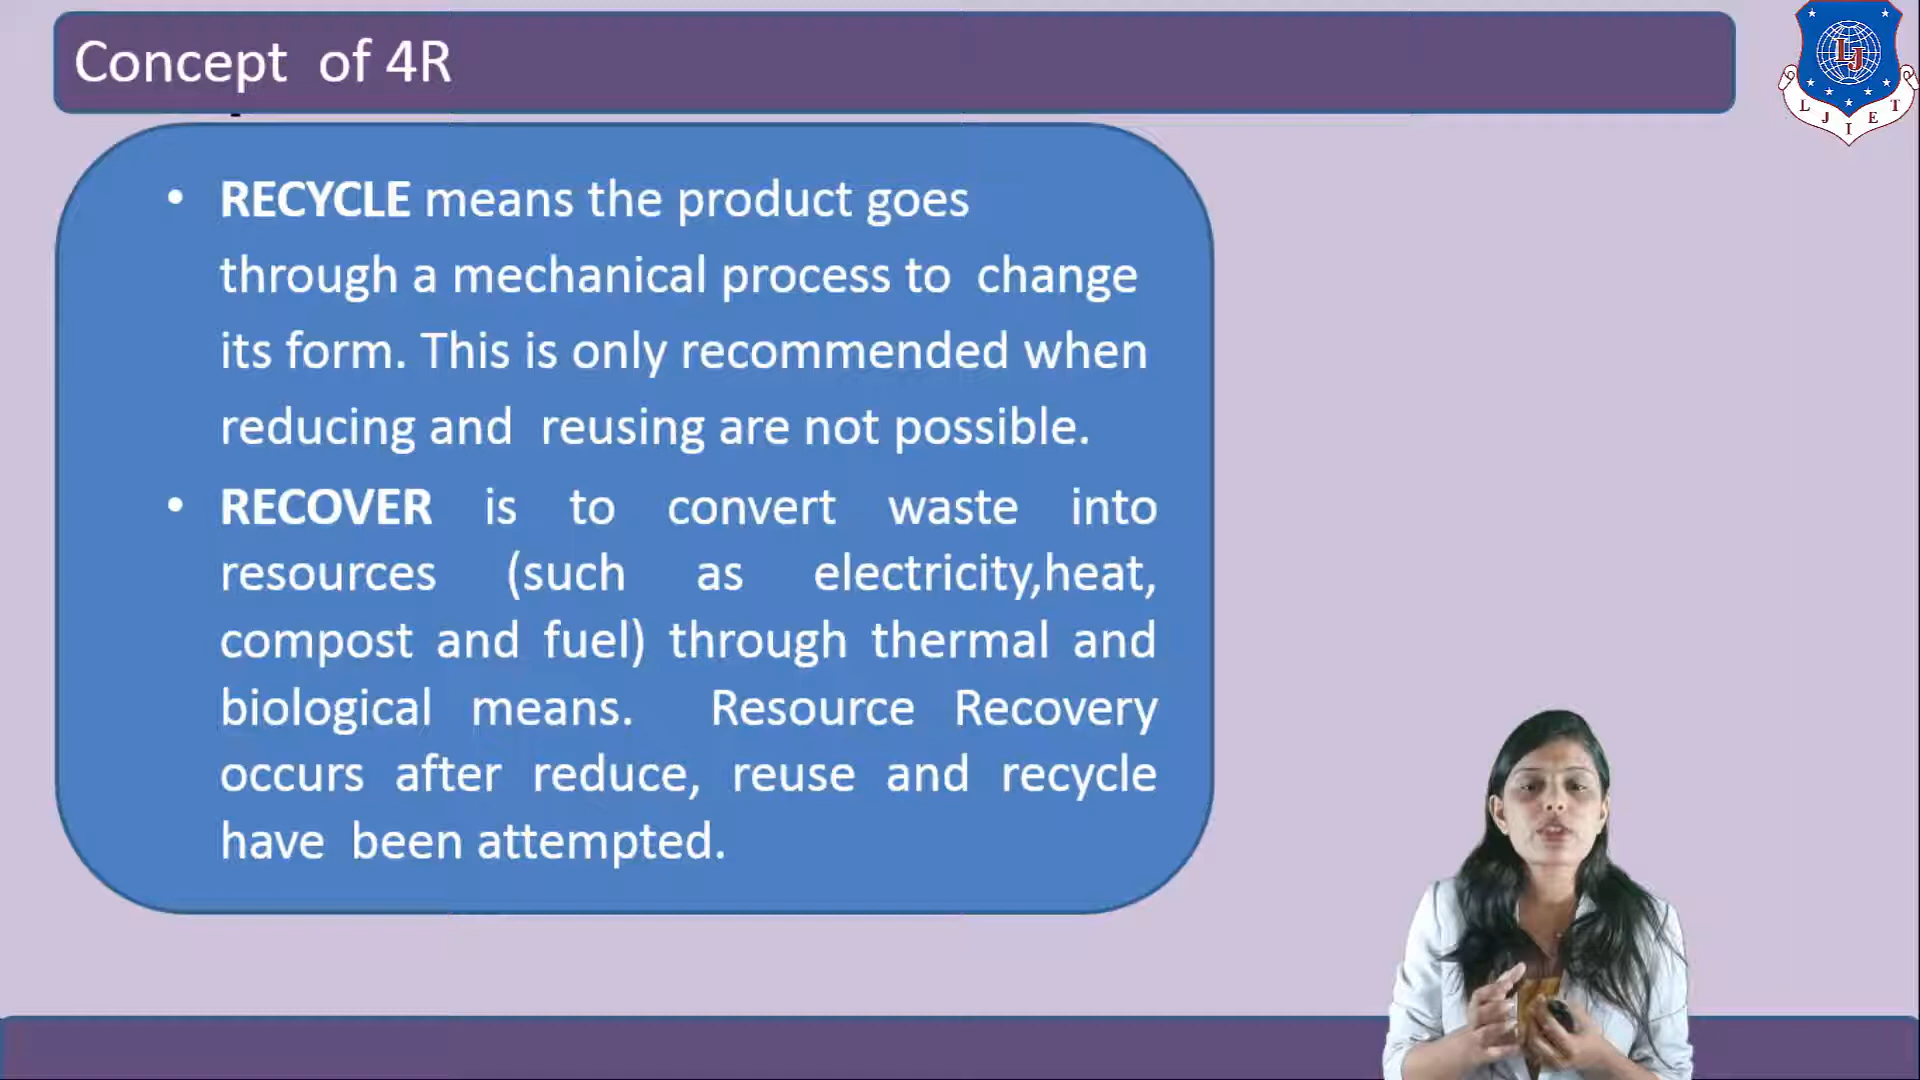 Concept of 4R
LJ
L J I E T
• RECYCLE means the product goes
through a mechanical process to change
its form. This is only recommended when
reducing and reusing are not possible.
• RECOVER is to convert waste into
resources (such as electricity,heat,
compost and fuel) through thermal and
biological means. Resource Recovery
occurs after reduce, reuse and recycle
have been attempted.